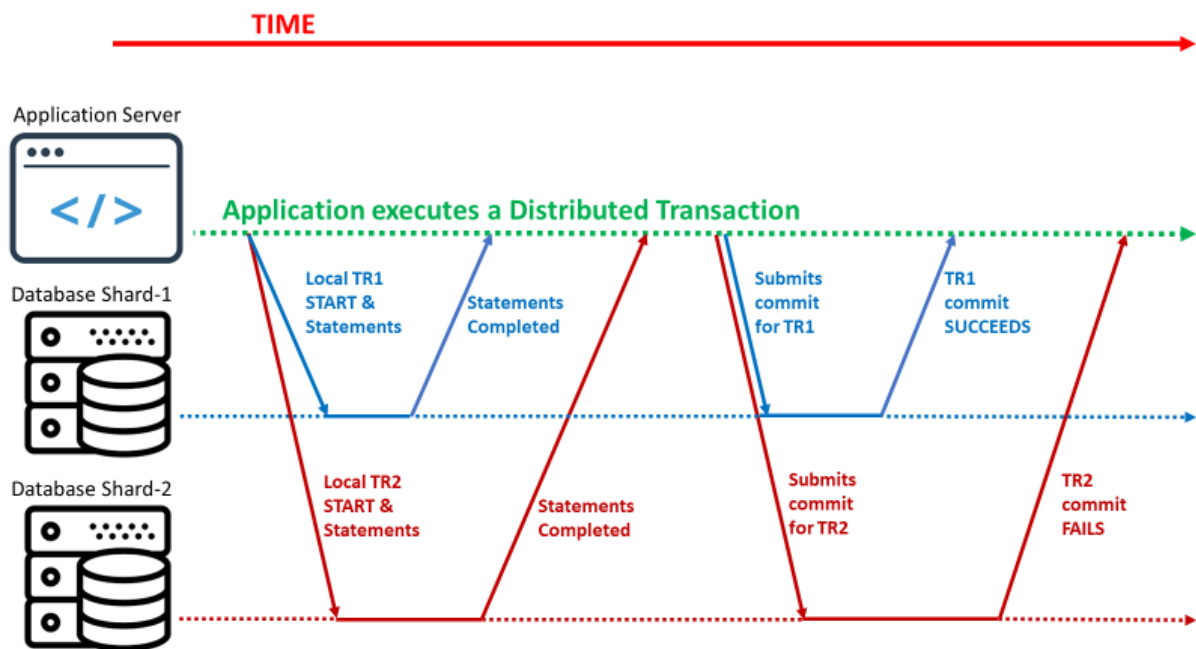 TIME
Application Server
</>
Application executes a Distributed Transaction
Local TR1
START &
Statements
Statements
Completed
Submits
commit
for TR1
TR1
commit
SUCCEEDS
Database Shard-1
Database Shard-2
Local TR2
START &
Statements
Statements
Completed
Submits
commit
for TR2
TR2
commit
FAILS